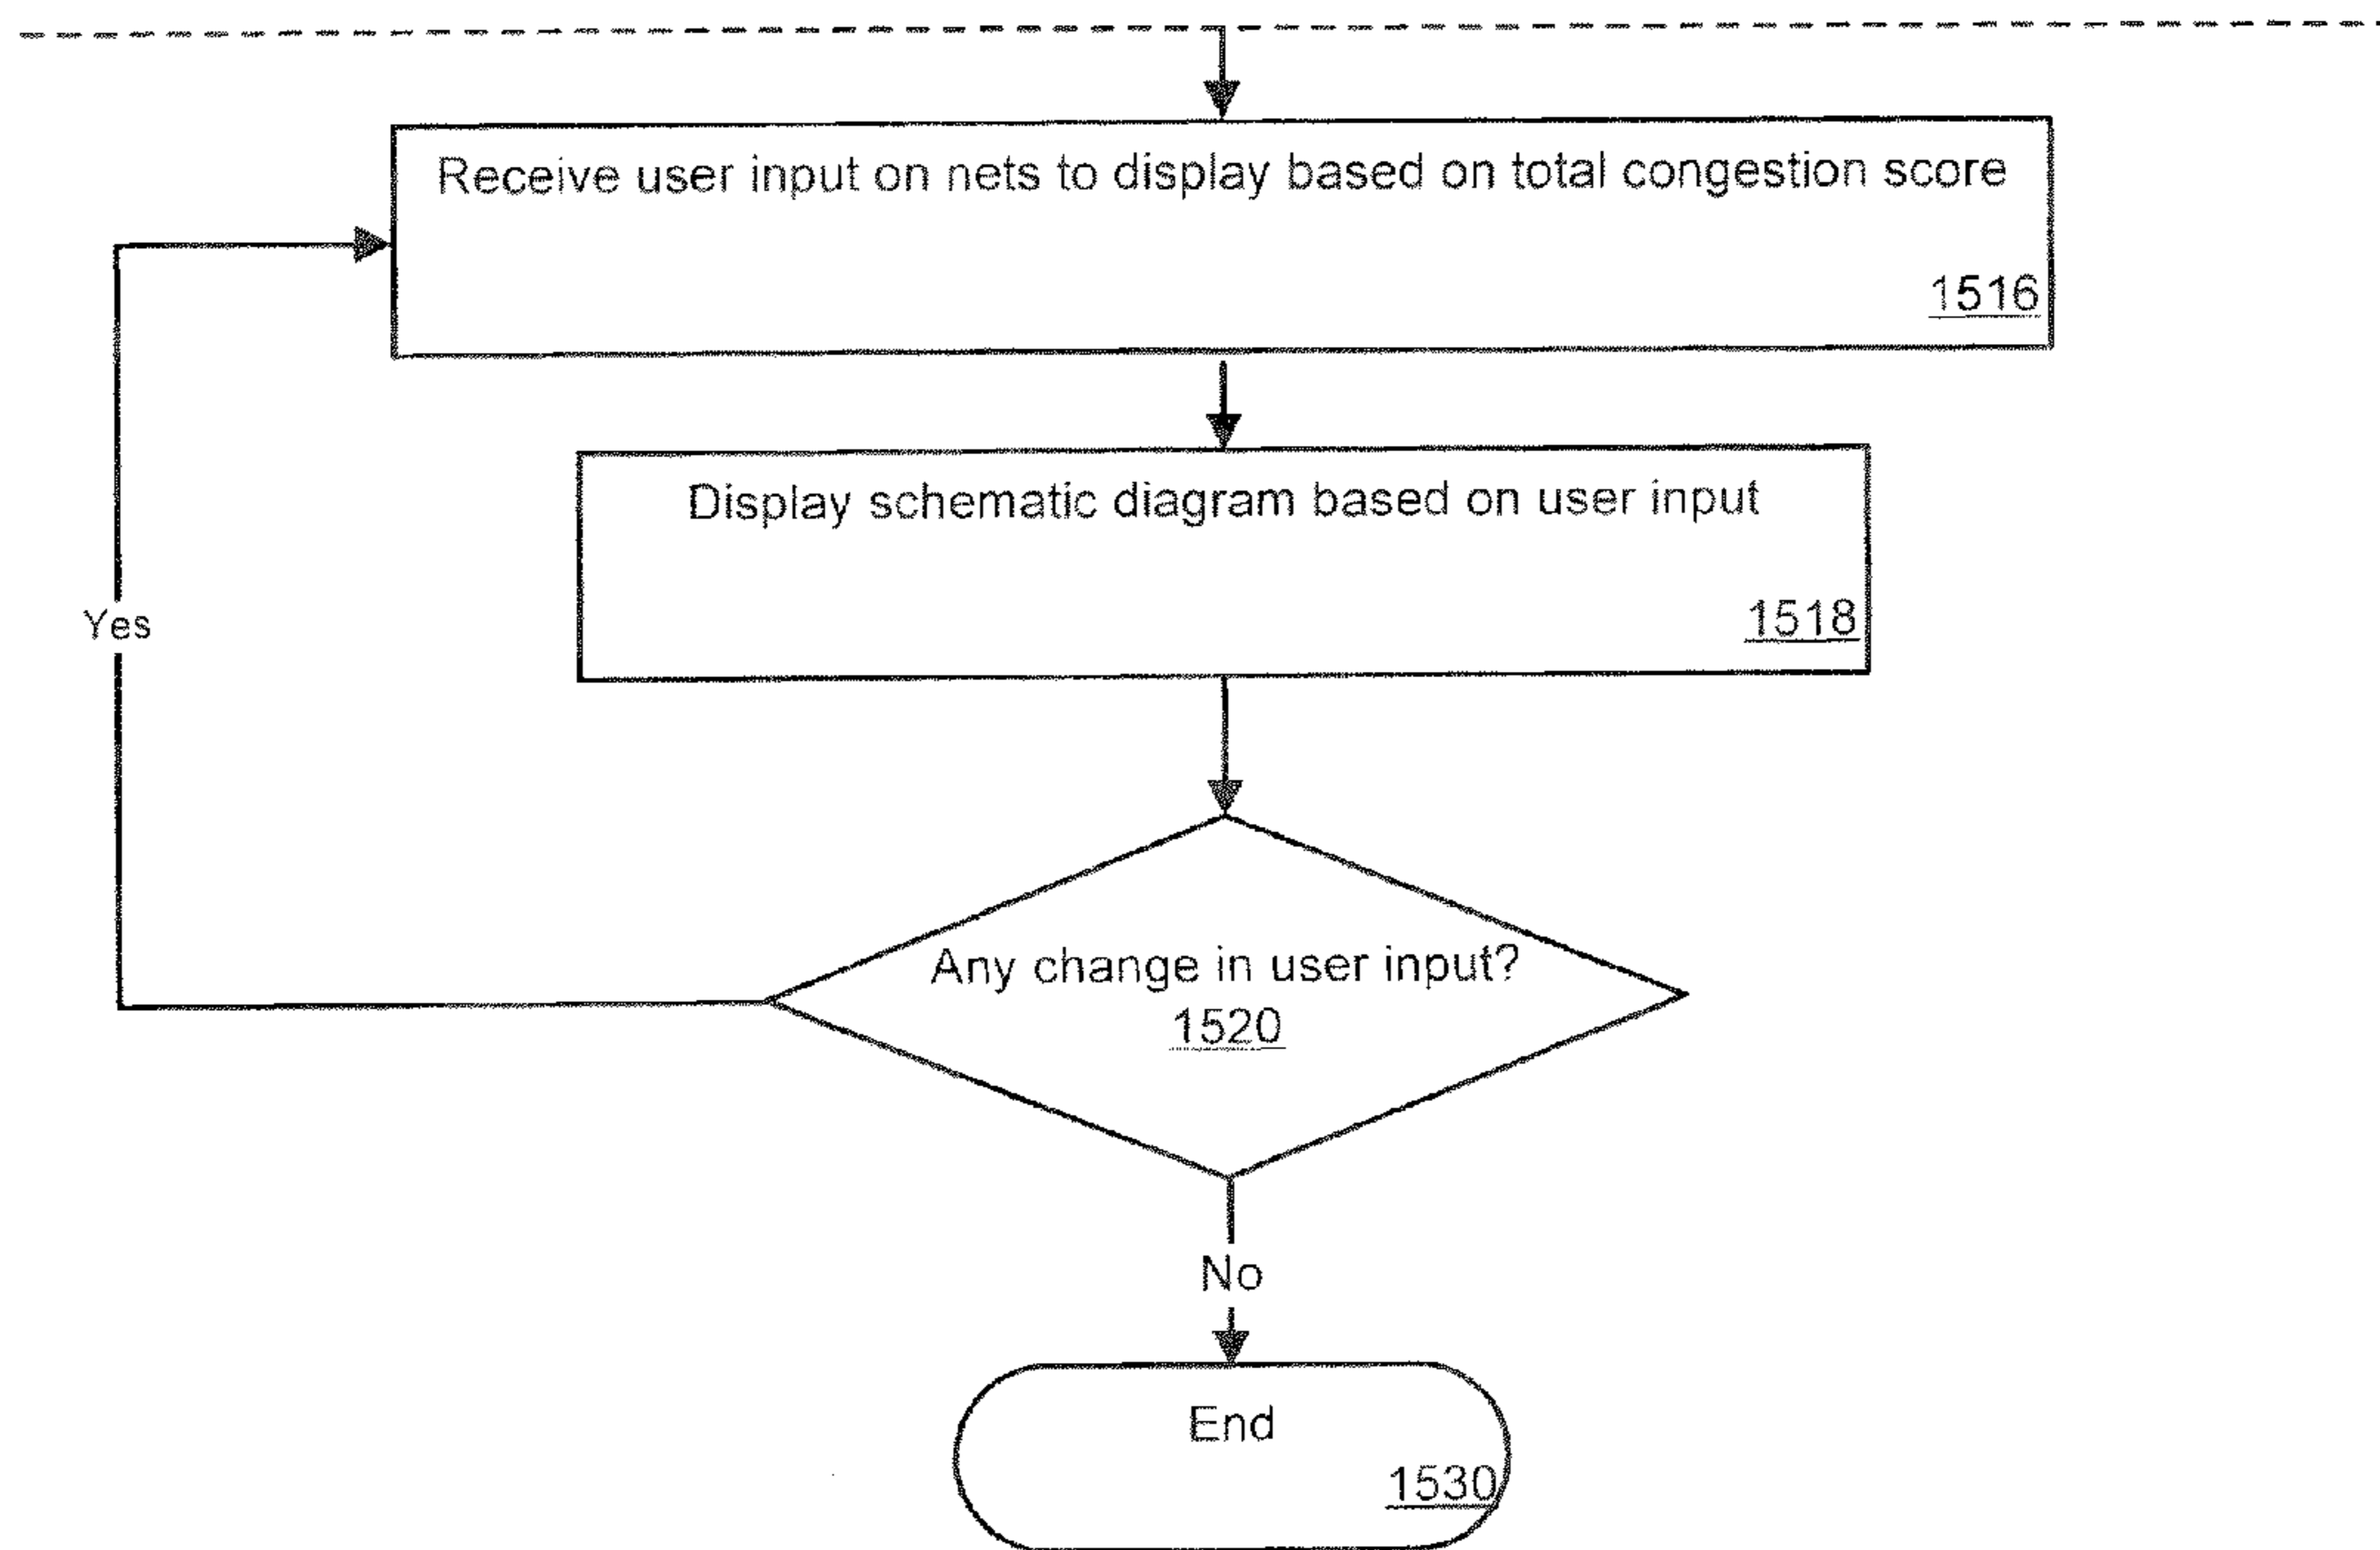 Receive user input on nets to display based on total congestion score
1516
Display schematic diagram based on user input
1518
Yes
Any change in user input?
1520
No
End
1530